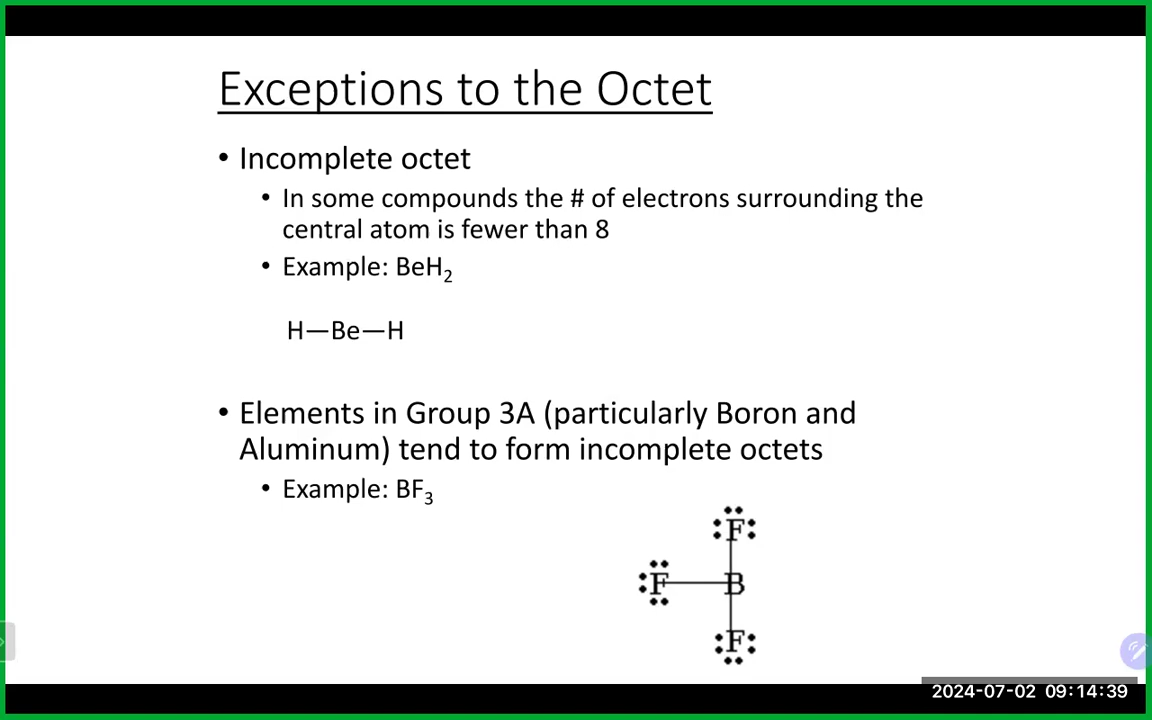 Exceptions to the Octet
• Incomplete octet
• In some compounds the # of electrons surrounding the
central atom is fewer than 8
• Example: BeH₂
H—Be—H
• Elements in Group 3A (particularly Boron and
Aluminum) tend to form incomplete octets
• Example: BF₃
F
F B
F
2024-07-02 09:14:39